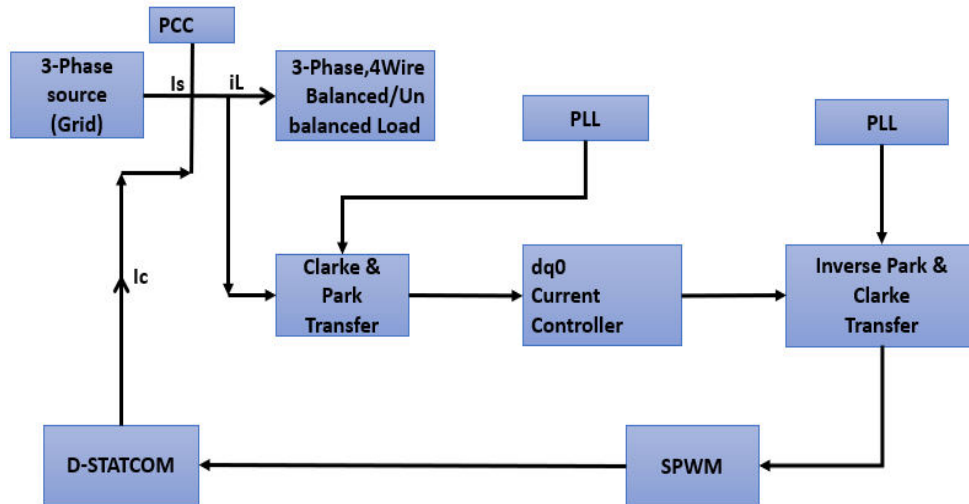 PCC
3-Phase
source
(Grid)
Is
iL
3-Phase,4Wire
Balanced/Un
balanced Load
PLL
PLL
Ic
Clarke &
Park
Transfer
dq0
Current
Controller
Inverse Park &
Clarke
Transfer
D-STATCOM
SPWM